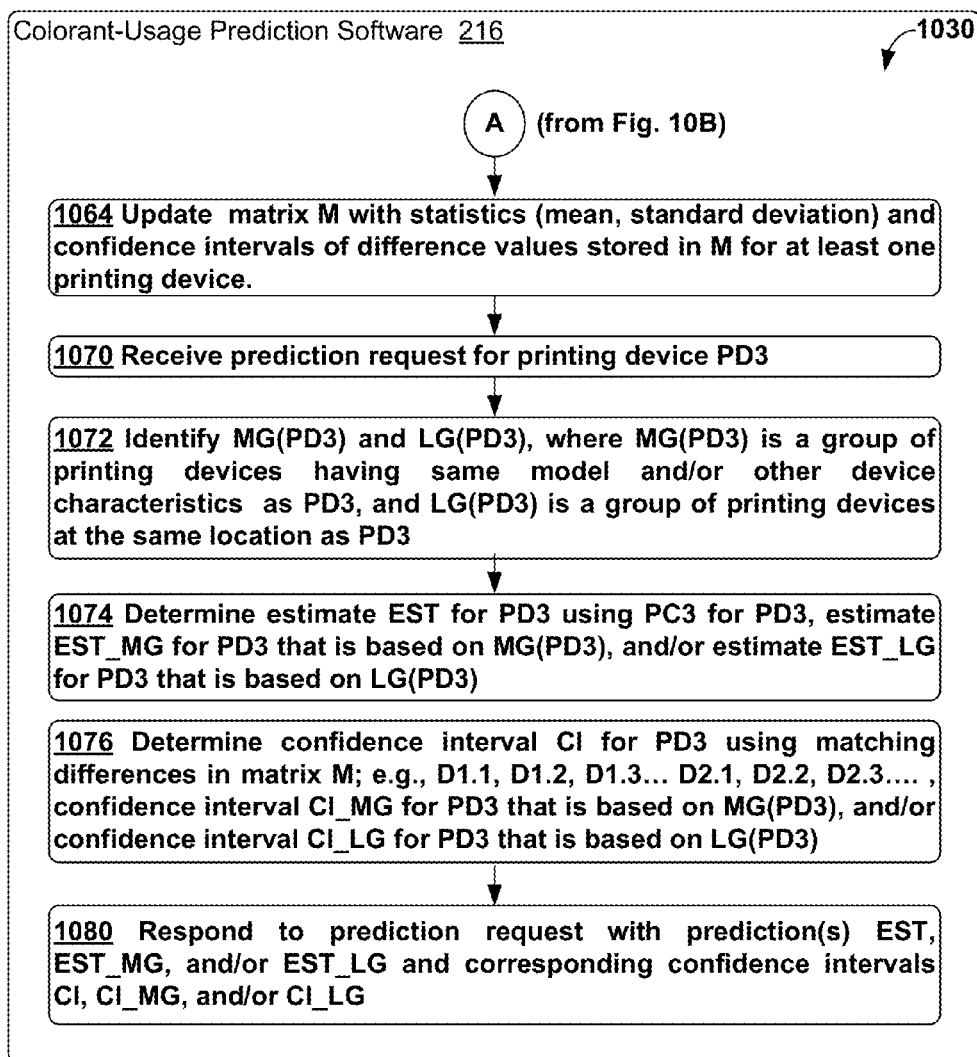 Colorant-Usage Prediction Software 216
1030
A (from Fig. 10B)
1064 Update matrix M with statistics (mean, standard deviation) and
confidence intervals of difference values stored in M for at least one
printing device.
1070 Receive prediction request for printing device PD3
1072 Identify MG(PD3) and LG(PD3), where MG(PD3) is a group of
printing devices having same model and/or other device
characteristics as PD3, and LG(PD3) is a group of printing devices
at the same location as PD3
1074 Determine estimate EST for PD3 using PC3 for PD3, estimate
EST_MG for PD3 that is based on MG(PD3), and/or estimate EST_LG
for PD3 that is based on LG(PD3)
1076 Determine confidence interval CI for PD3 using matching
differences in matrix M; e.g., D1.1, D1.2, D1.3... D2.1, D2.2, D2.3.... ,
confidence interval CI_MG for PD3 that is based on MG(PD3), and/or
confidence interval CI_LG for PD3 that is based on LG(PD3)
1080 Respond to prediction request with prediction(s) EST,
EST_MG, and/or EST_LG and corresponding confidence intervals
CI, CI_MG, and/or CI_LG